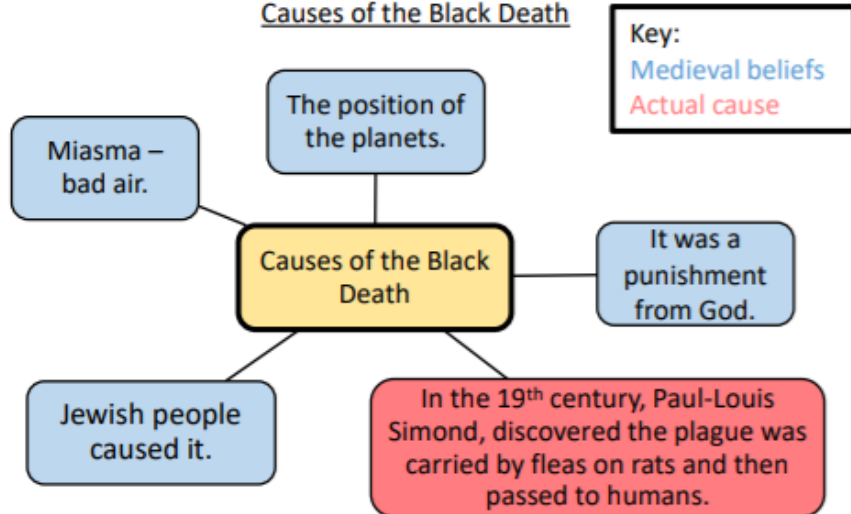 Causes of the Black Death
Key:
Medieval beliefs
Actual cause
The position of
the planets.
Miasma –
bad air.
Causes of the Black
Death
It was a
punishment
from God.
Jewish people
caused it.
In the 19th century, Paul-Louis
Simond, discovered the plague was
carried by fleas on rats and then
passed to humans.